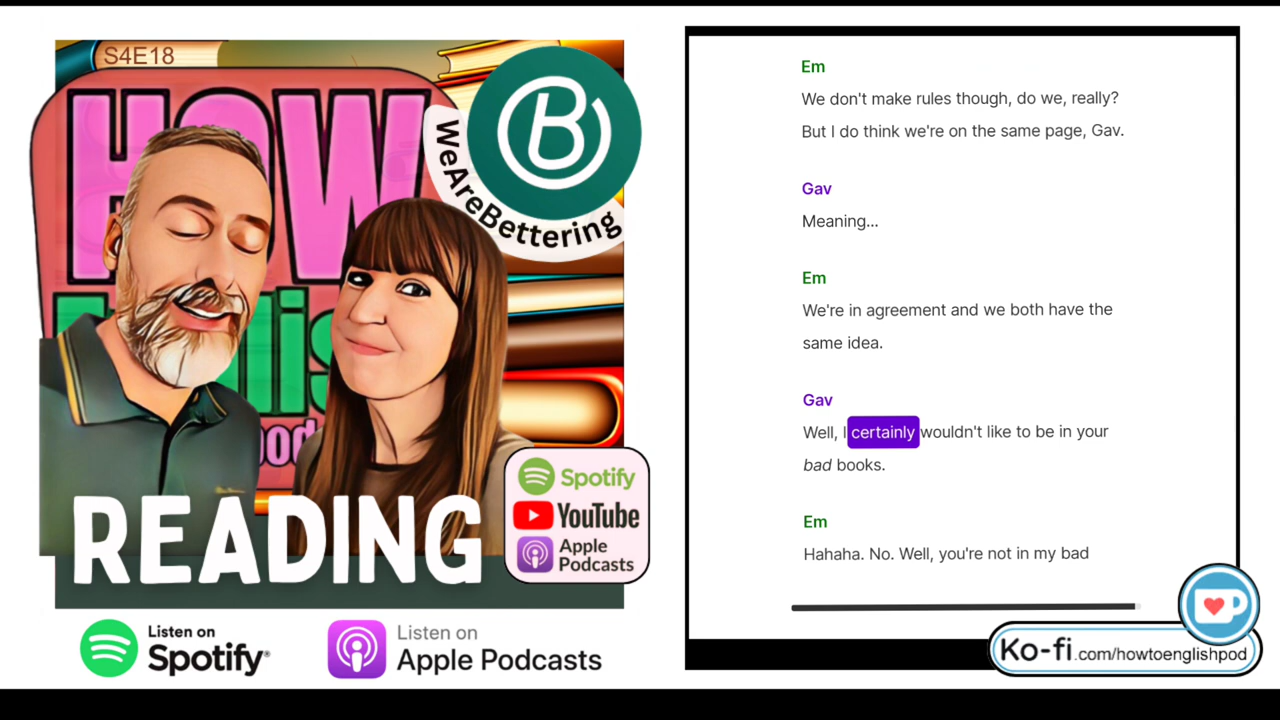 S4E18
HOW
WeAreBettering
B
READING
Spotify
YouTube
Apple
Podcasts
Listen on
Spotify®
Listen on
Apple Podcasts
Em
We don't make rules though, do we, really?
But I do think we're on the same page, Gav.
Gav
Meaning...
Em
We're in agreement and we both have the
same idea.
Gav
Well, I certainly wouldn't like to be in your
bad books.
Em
Hahaha. No. Well, you're not in my bad
Ko-fi.com/howtoenglishpod